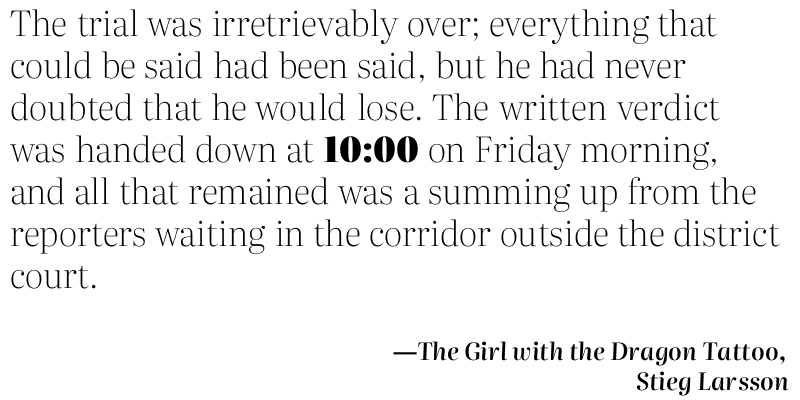 The trial was irretrievably over; everything that
could be said had been said, but he had never
doubted that he would lose. The written verdict
was handed down at 10:00 on Friday morning,
and all that remained was a summing up from the
reporters waiting in the corridor outside the district
court.
—The Girl with the Dragon Tattoo,
Stieg Larsson